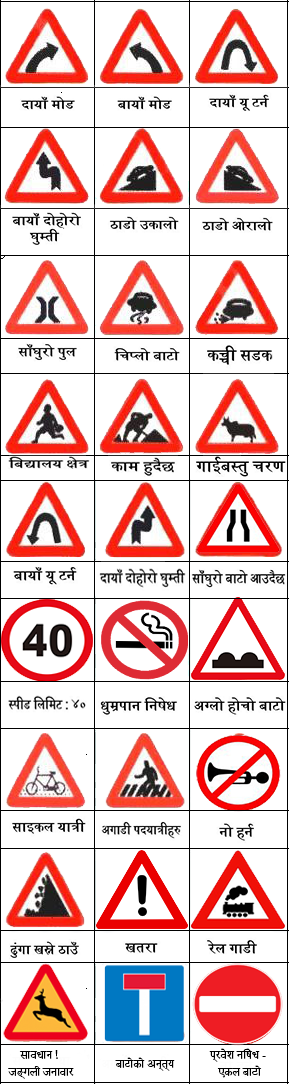 दायाँ मोड
बायाँ मोड
दायाँ यू टर्न
बायाँ दोहोरो
घुम्ती
ठाडो उकालो
ठाडो ओरालो
साँघुरो पुल
चिप्लो बाटो
कच्ची सडक
बिद्यालय क्षेत्र
काम हुदैछ
गाईबस्तु चरण
बायाँ यू टर्न
दायाँ दोहोरो घुम्ती
साँघुरो बाटो आउदैछ
40
स्पीड लिमिट : ४०
धुम्रपान निषेध
अग्लो होचो बाटो
साइकल यात्री
अगाडी पदयात्रीहरु
नो हर्न
ढुंगा खस्ने ठाउँ
खतरा
रेल गाडी
सावधान !
जङ्गली जनावार
बाटोको अन्त्य
प्रवेश नषिध -
एकल बाटो